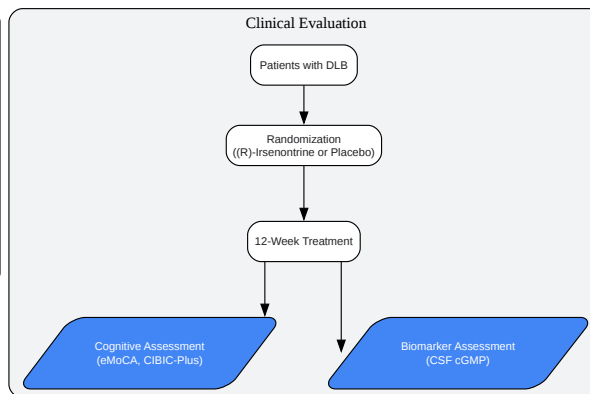 Clinical Evaluation
Patients with DLB
Randomization
((R)-Irsenontrine or Placebo)
12-Week Treatment
Cognitive Assessment
(eMoCA, CIBIC-Plus)
Biomarker Assessment
(CSF cGMP)